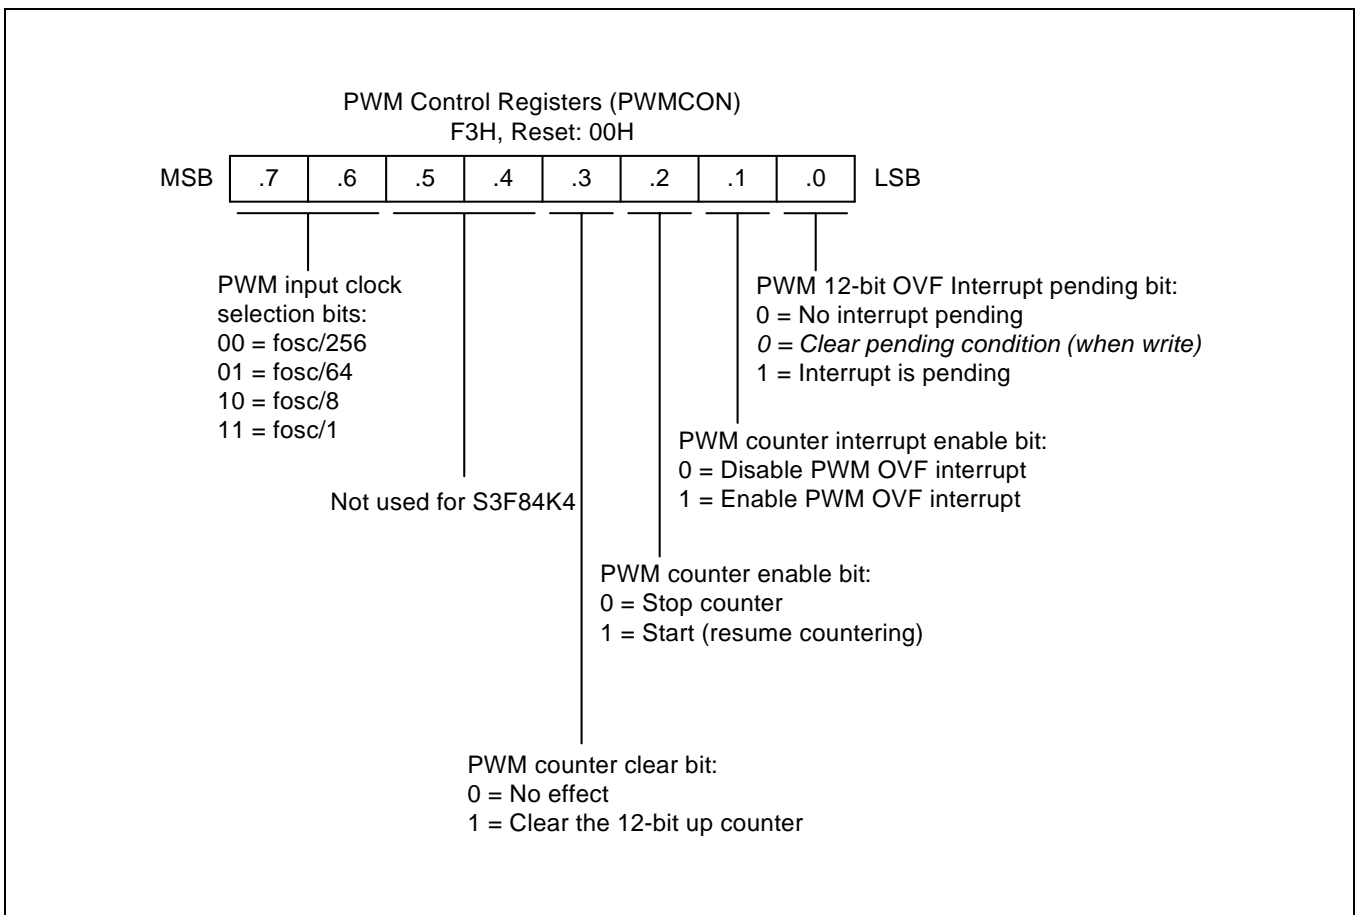 PWM Control Registers (PWMCON)
F3H, Reset: 00H
MSB .7 .6 .5 .4 .3 .2 .1 .0 LSB
PWM input clock
selection bits:
00 = fosc/256
01 = fosc/64
10 = fosc/8
11 = fosc/1
PWM 12-bit OVF Interrupt pending bit:
0 = No interrupt pending
0 = Clear pending condition (when write)
1 = Interrupt is pending
PWM counter interrupt enable bit:
0 = Disable PWM OVF interrupt
1 = Enable PWM OVF interrupt
Not used for S3F84K4
PWM counter enable bit:
0 = Stop counter
1 = Start (resume countering)
PWM counter clear bit:
0 = No effect
1 = Clear the 12-bit up counter